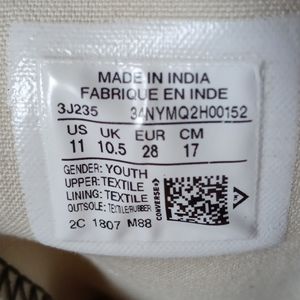 MADE IN INDIA
FABRIQUE EN INDE
3J235 34NYMQ2H00152
US UK EUR CM
11 10.5 28 17
GENDER: YOUTH
UPPER: TEXTILE
LINING: TEXTILE
OUTSOLE: TEXTILE/RUBBER
CONVERSE
2C 1807 M88